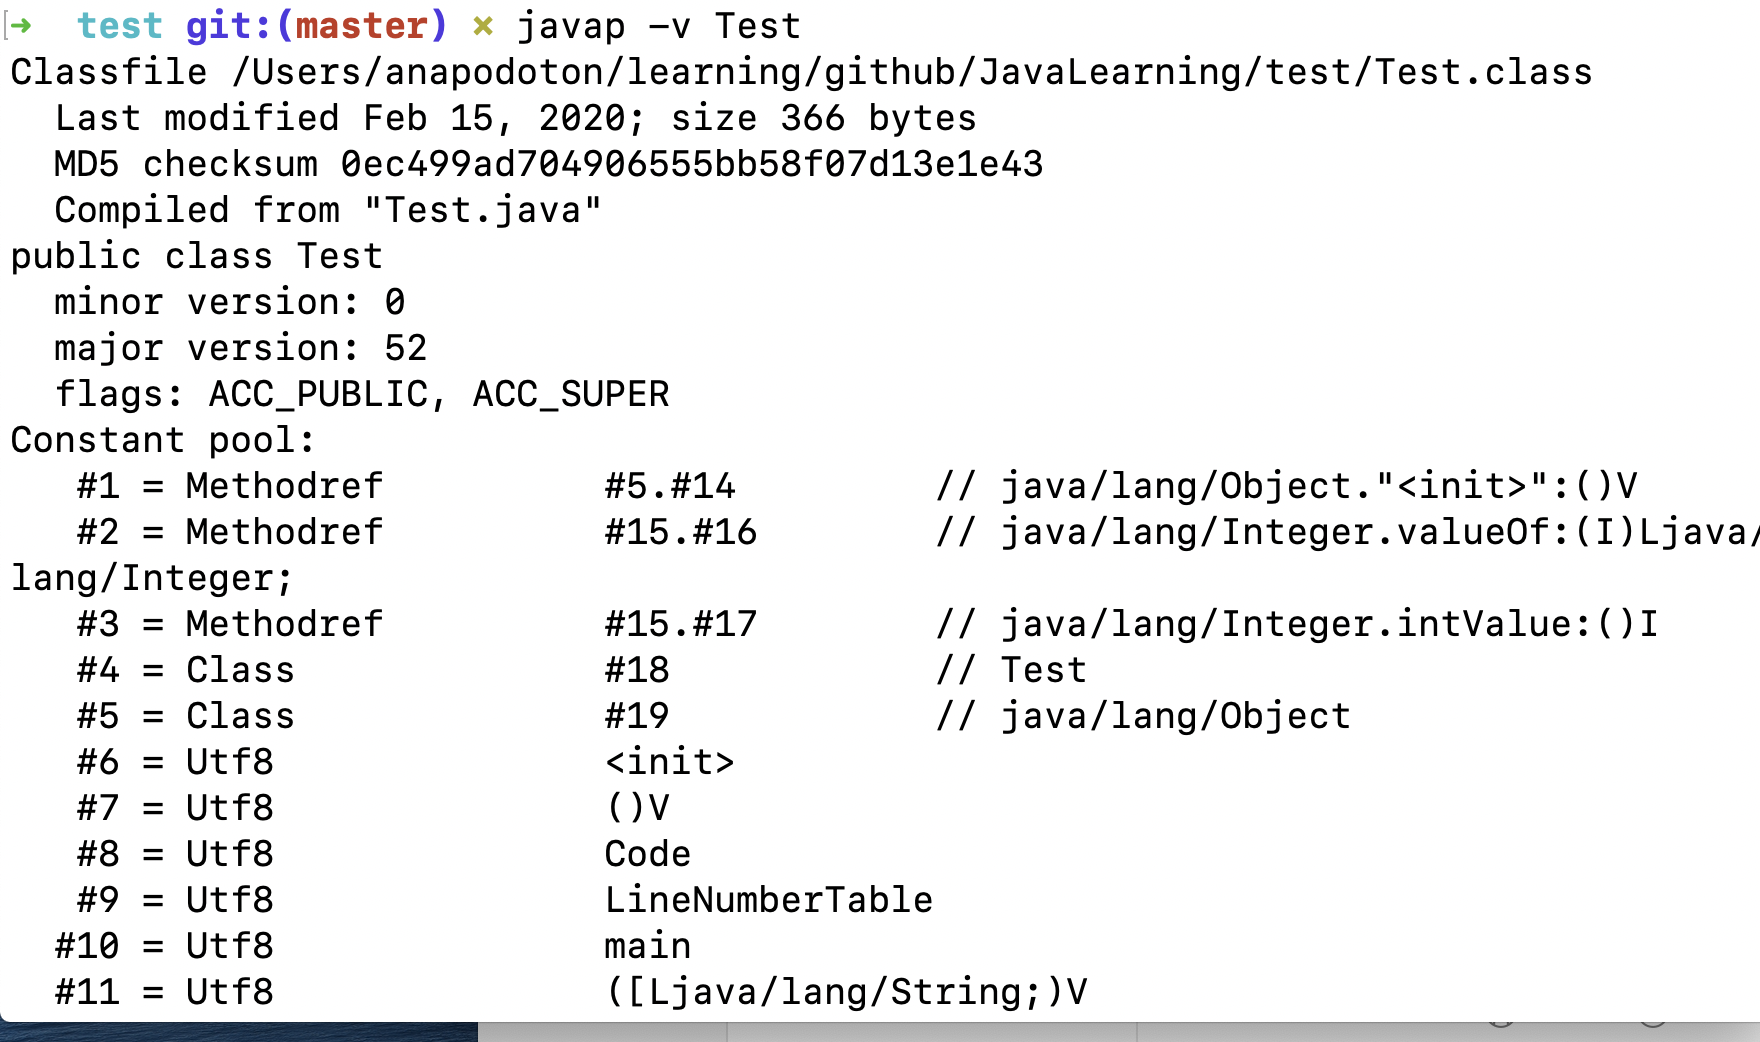 →  test git:(master) × javap -v Test
Classfile /Users/anapodoton/learning/github/JavaLearning/test/Test.class
  Last modified Feb 15, 2020; size 366 bytes
  MD5 checksum 0ec499ad704906555bb58f07d13e1e43
  Compiled from "Test.java"
public class Test
  minor version: 0
  major version: 52
  flags: ACC_PUBLIC, ACC_SUPER
Constant pool:
   #1 = Methodref          #5.#14         // java/lang/Object."<init>":()V
   #2 = Methodref          #15.#16        // java/lang/Integer.valueOf:(I)Ljava/
lang/Integer;
   #3 = Methodref          #15.#17        // java/lang/Integer.intValue:()I
   #4 = Class              #18            // Test
   #5 = Class              #19            // java/lang/Object
   #6 = Utf8               <init>
   #7 = Utf8               ()V
   #8 = Utf8               Code
   #9 = Utf8               LineNumberTable
  #10 = Utf8               main
  #11 = Utf8               ([Ljava/lang/String;)V